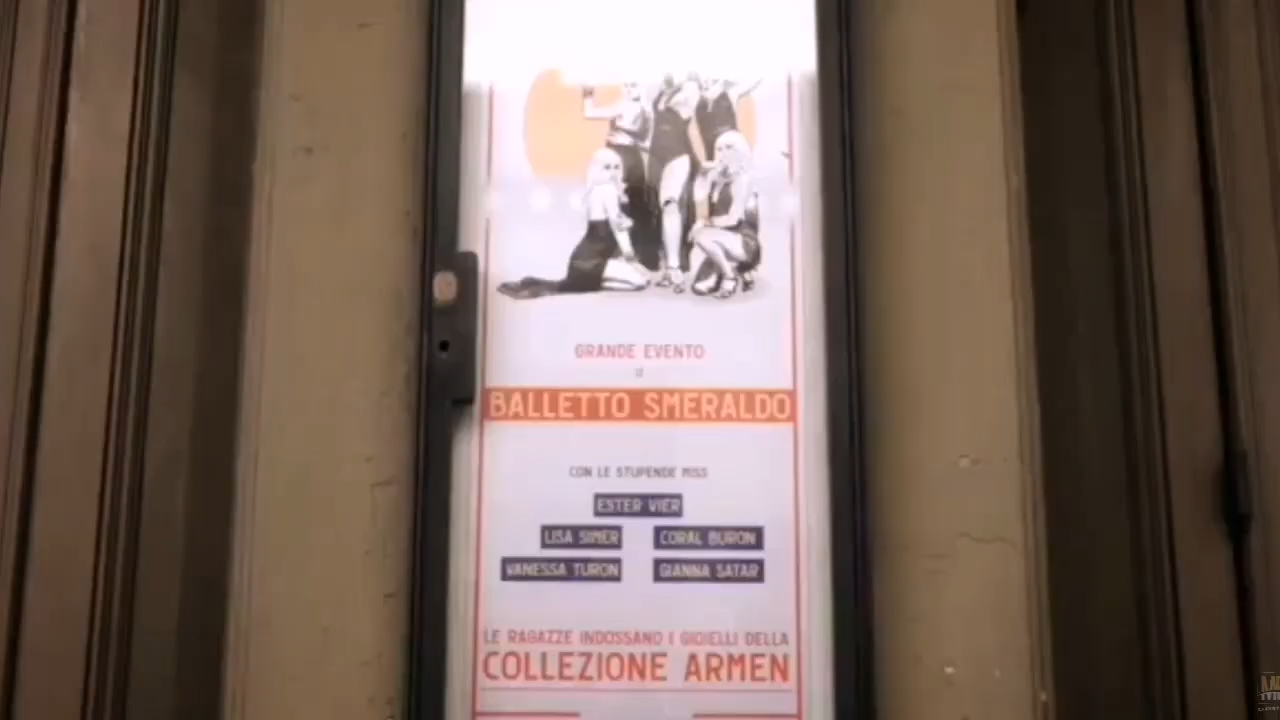 GRANDE EVENTO
BALLETTO SMERALDO
CON LE STUPENDE MISS
ESTER VIER
LISA SIMER CORAL BURON
VANESSA TURON GIANNA SATAR
LE RAGAZZE INDOSSANO I GIOIELLI DELLA
COLLEZIONE ARMEN